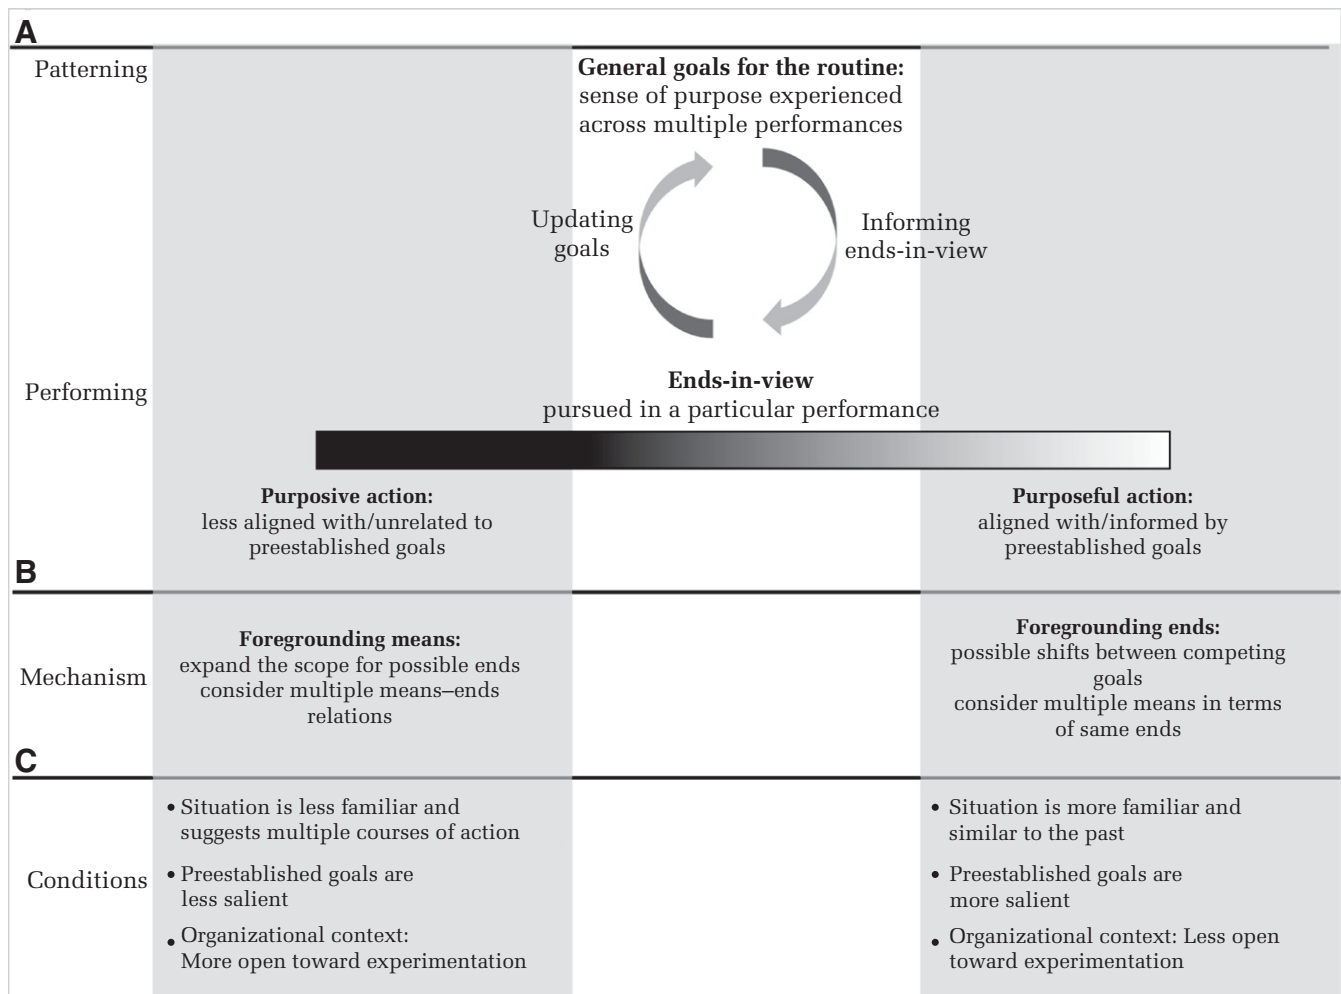 A
Patterning
General goals for the routine:
sense of purpose experienced
across multiple performances
Updating
goals
Informing
ends-in-view
Performing
Ends-in-view
pursued in a particular performance
Purposive action:
less aligned with/unrelated to
preestablished goals
Purposeful action:
aligned with/informed by
preestablished goals
B
Mechanism
Foregrounding means:
expand the scope for possible ends
consider multiple means–ends
relations
Foregrounding ends:
possible shifts between competing
goals
consider multiple means in terms
of same ends
C
Conditions
• Situation is less familiar and
suggests multiple courses of action
• Preestablished goals are
less salient
• Organizational context:
More open toward experimentation
• Situation is more familiar and
similar to the past
• Preestablished goals are
more salient
• Organizational context: Less open
toward experimentation